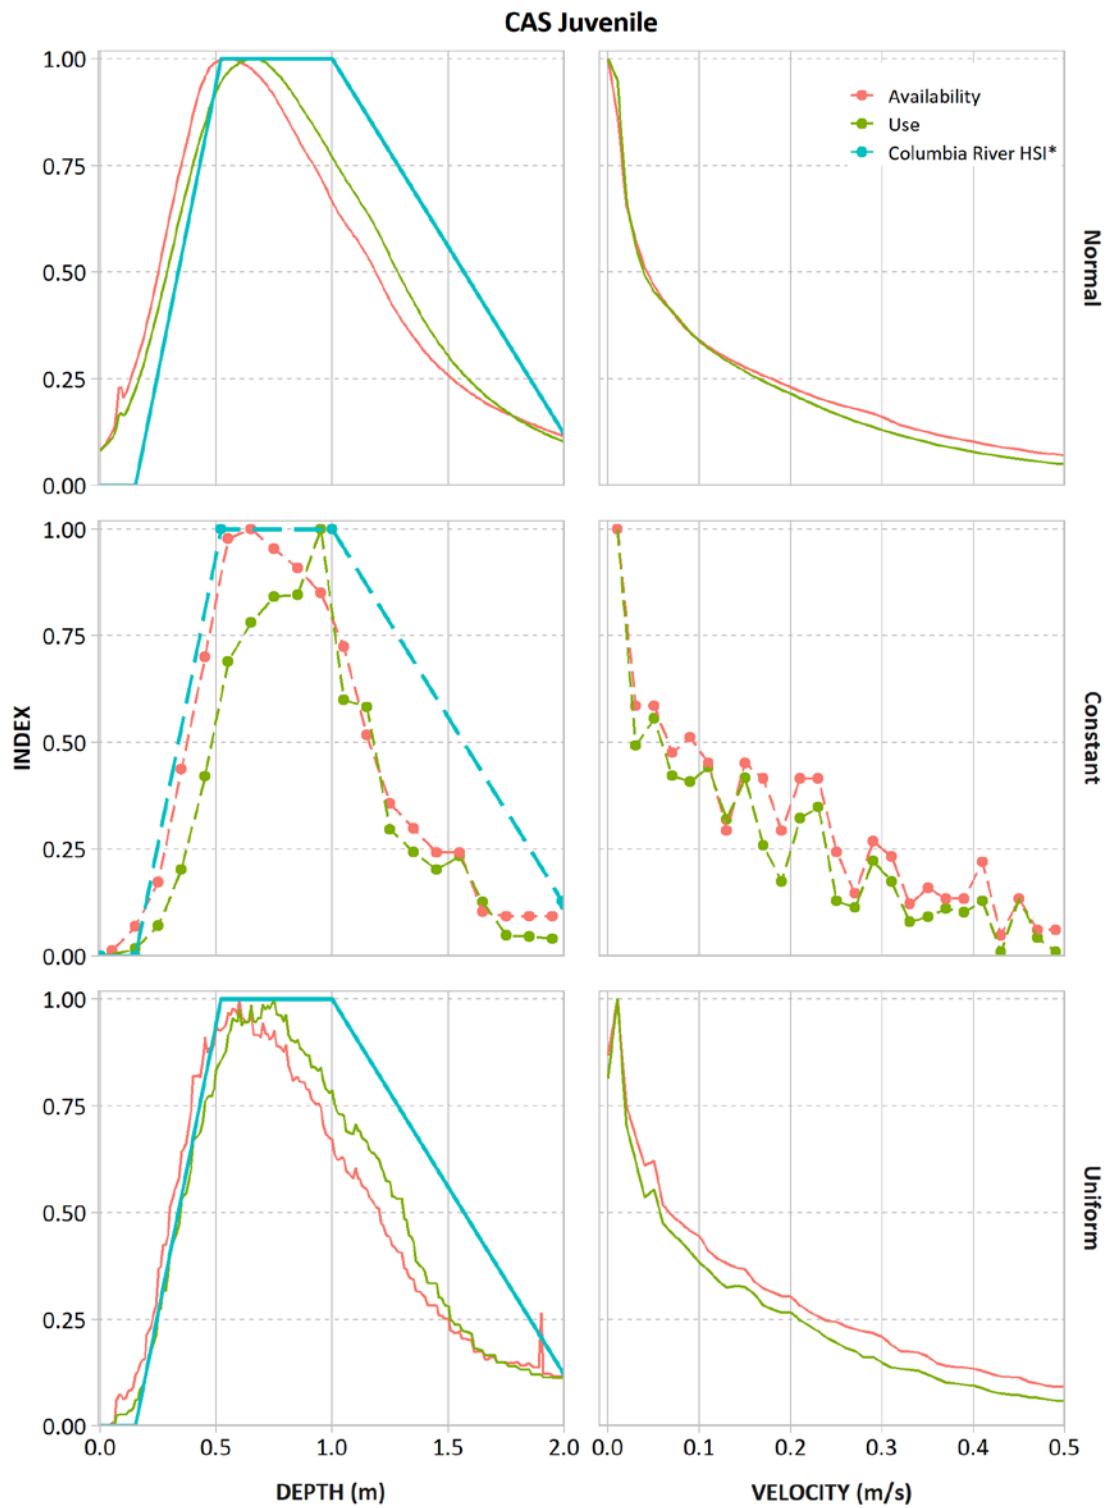 CAS Juvenile
1.00
0.75
0.50
0.25
0.00
Availability
Use
Columbia River HSI*
Normal
1.00
0.75
0.50
0.25
0.00
INDEX
Constant
1.00
0.75
0.50
0.25
0.00
Uniform
0.0 0.5 1.0 1.5 2.0
0.0 0.1 0.2 0.3 0.4 0.5
DEPTH (m)
VELOCITY (m/s)